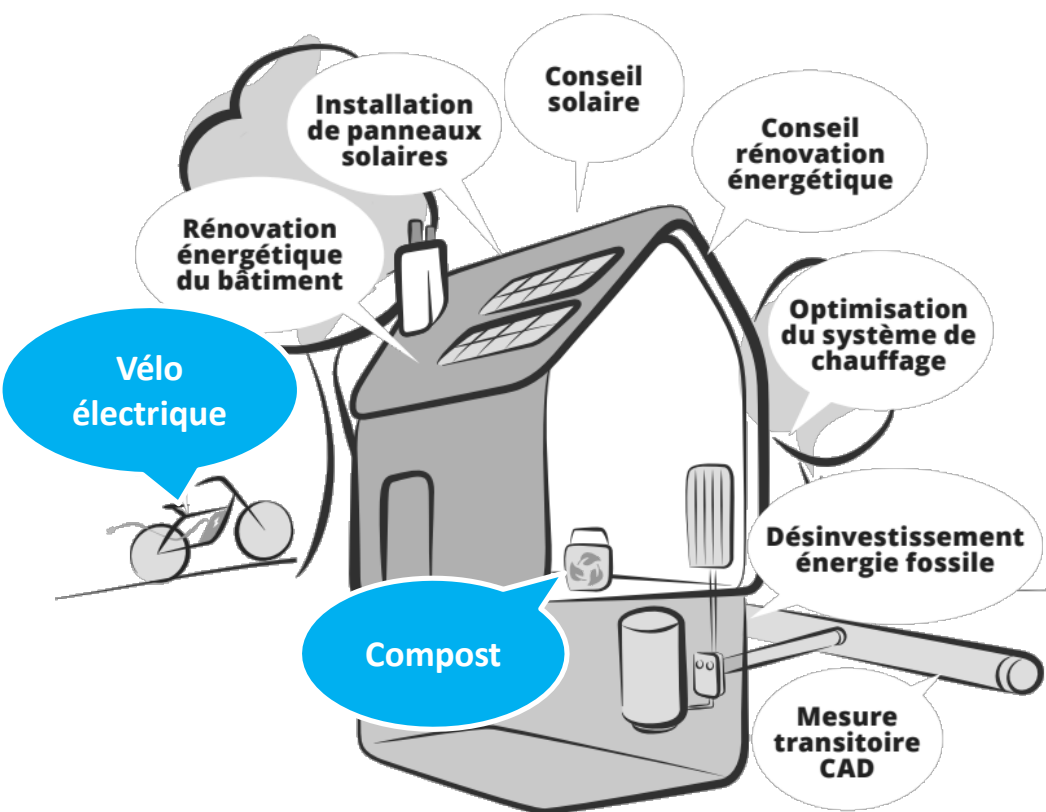 Conseil
solaire
Installation
de panneaux
solaires
Conseil
rénovation
énergétique
Rénovation
énergétique
du bâtiment
Optimisation
du système de
chauffage
Vélo
électrique
Désinvestissement
énergie fossile
Compost
Mesure
transitoire
CAD